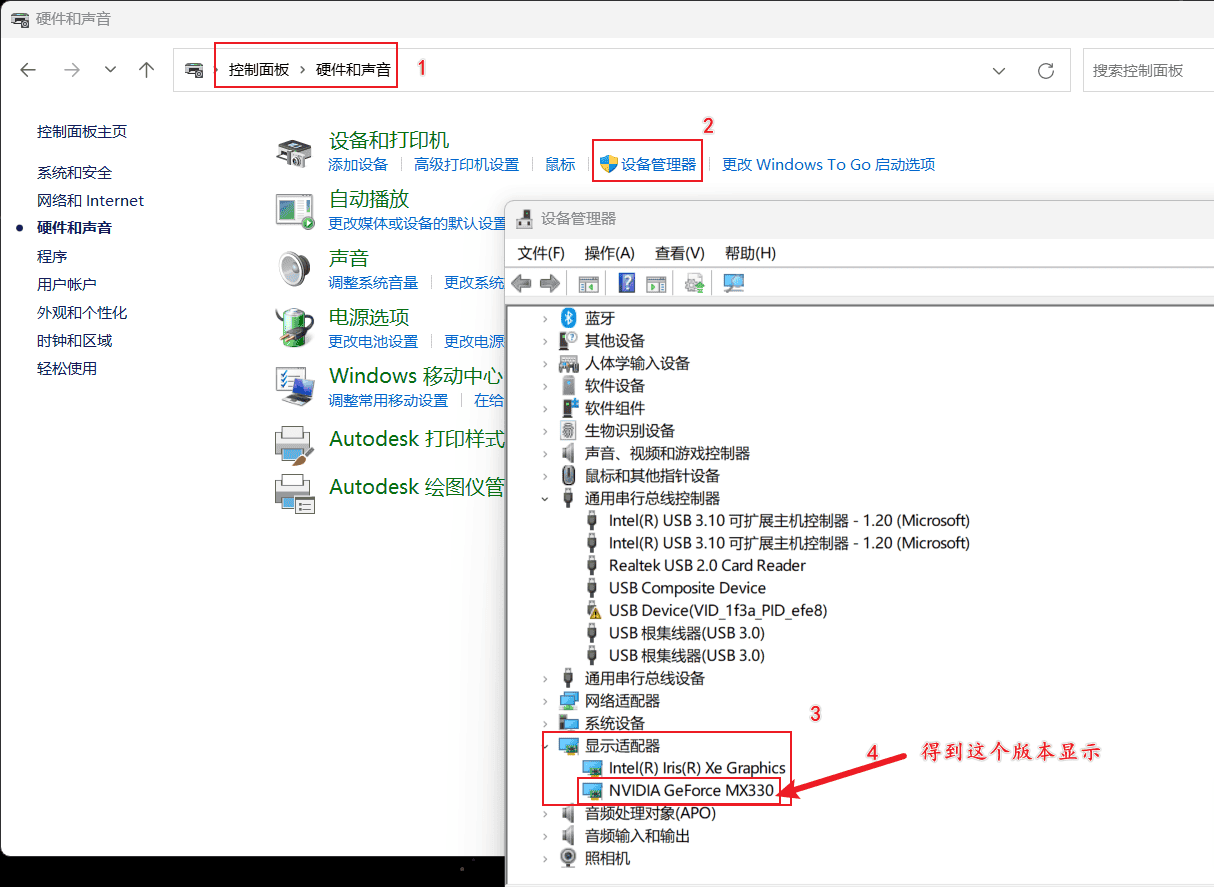 硬件和声音
控制面板 › 硬件和声音
1
搜索控制面板
控制面板主页
系统和安全
网络和 Internet
硬件和声音
程序
用户帐户
外观和个性化
时钟和区域
轻松使用
2
设备和打印机
添加设备 高级打印机设置 鼠标 设备管理器 更改 Windows To Go 启动选项
自动播放
更改媒体或设备的默认设置
声音
调整系统音量 更改系统
电源选项
更改电池设置 更改电源
Windows 移动中心
调整常用移动设置 在给
Autodesk 打印样式
Autodesk 绘图仪管
设备管理器
文件(F) 操作(A) 查看(V) 帮助(H)
蓝牙
其他设备
人体学输入设备
软件设备
软件组件
生物识别设备
声音、视频和游戏控制器
鼠标和其他指针设备
通用串行总线控制器
Intel(R) USB 3.10 可扩展主机控制器 - 1.20 (Microsoft)
Intel(R) USB 3.10 可扩展主机控制器 - 1.20 (Microsoft)
Realtek USB 2.0 Card Reader
USB Composite Device
USB Device(VID_1f3a_PID_efe8)
USB 根集线器(USB 3.0)
USB 根集线器(USB 3.0)
通用串行总线设备
网络适配器
系统设备
3
显示适配器
Intel(R) Iris(R) Xe Graphics
NVIDIA GeForce MX330
4 得到这个版本显示
音频处理对象(APO)
音频输入和输出
照相机